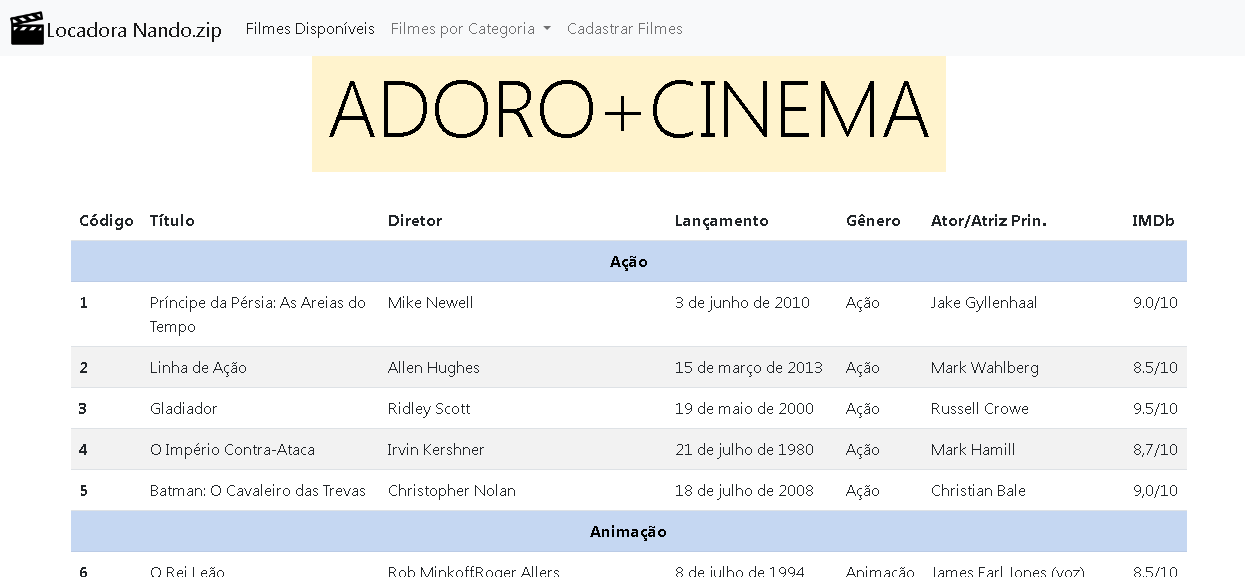 Locadora Nando.zip Filmes Disponíveis Filmes por Categoria Cadastrar Filmes
ADORO+CINEMA
Código Título Diretor Lançamento Gênero Ator/Atriz Prin. IMDb
Ação
1 Príncipe da Pérsia: As Areias do Mike Newell 3 de junho de 2010 Ação Jake Gyllenhaal 9.0/10
Tempo
2 Linha de Ação Allen Hughes 15 de março de 2013 Ação Mark Wahlberg 8.5/10
3 Gladiador Ridley Scott 19 de maio de 2000 Ação Russell Crowe 9.5/10
4 O Império Contra-Ataca Irvin Kershner 21 de julho de 1980 Ação Mark Hamill 8,7/10
5 Batman: O Cavaleiro das Trevas Christopher Nolan 18 de julho de 2008 Ação Christian Bale 9,0/10
Animação
6 O Rei Leão Rob MinkoffRoger Allers 8 de julho de 1994 Animação James Earl Jones (voz) 8.5/10